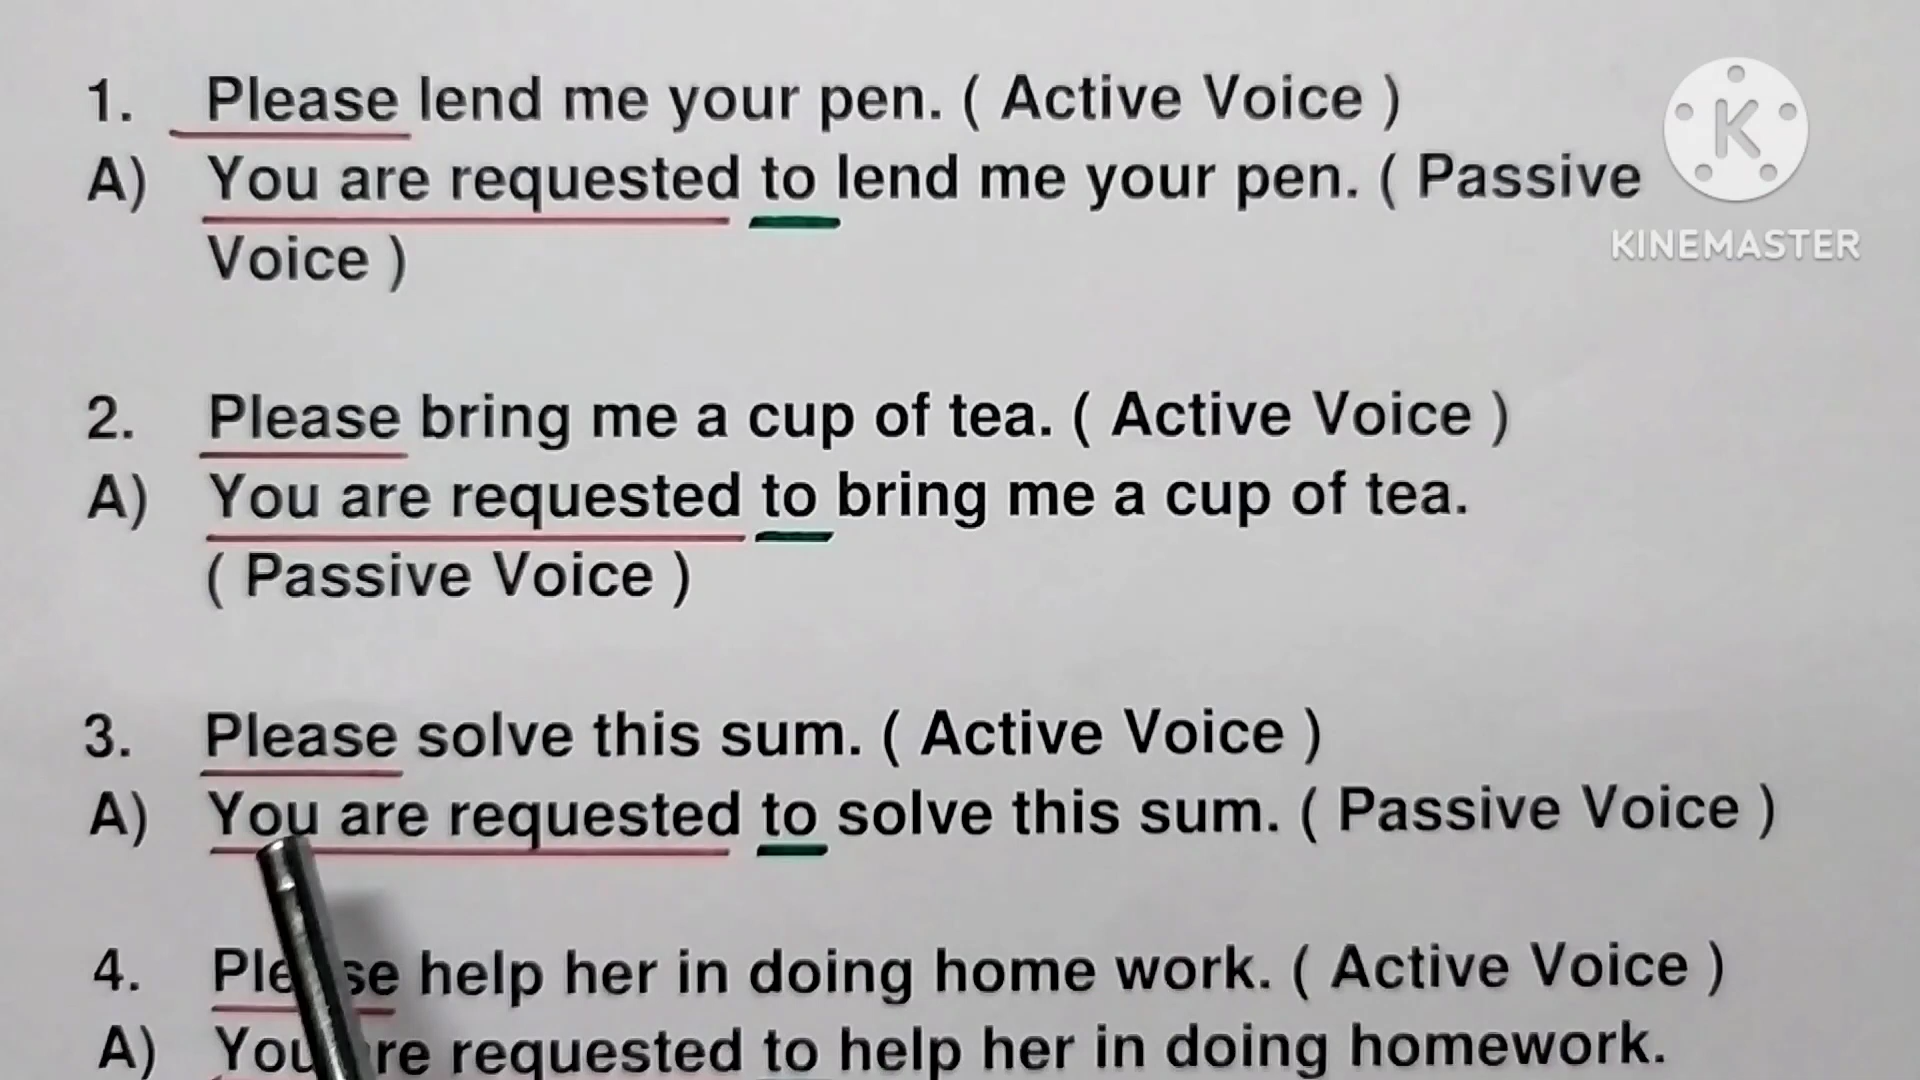 1. Please lend me your pen. ( Active Voice )
A) You are requested to lend me your pen. ( Passive
Voice )
KINEMASTER
2. Please bring me a cup of tea. ( Active Voice )
A) You are requested to bring me a cup of tea.
( Passive Voice )
3. Please solve this sum. ( Active Voice )
A) You are requested to solve this sum. ( Passive Voice )
4. Please help her in doing home work. ( Active Voice )
A) You are requested to help her in doing homework.